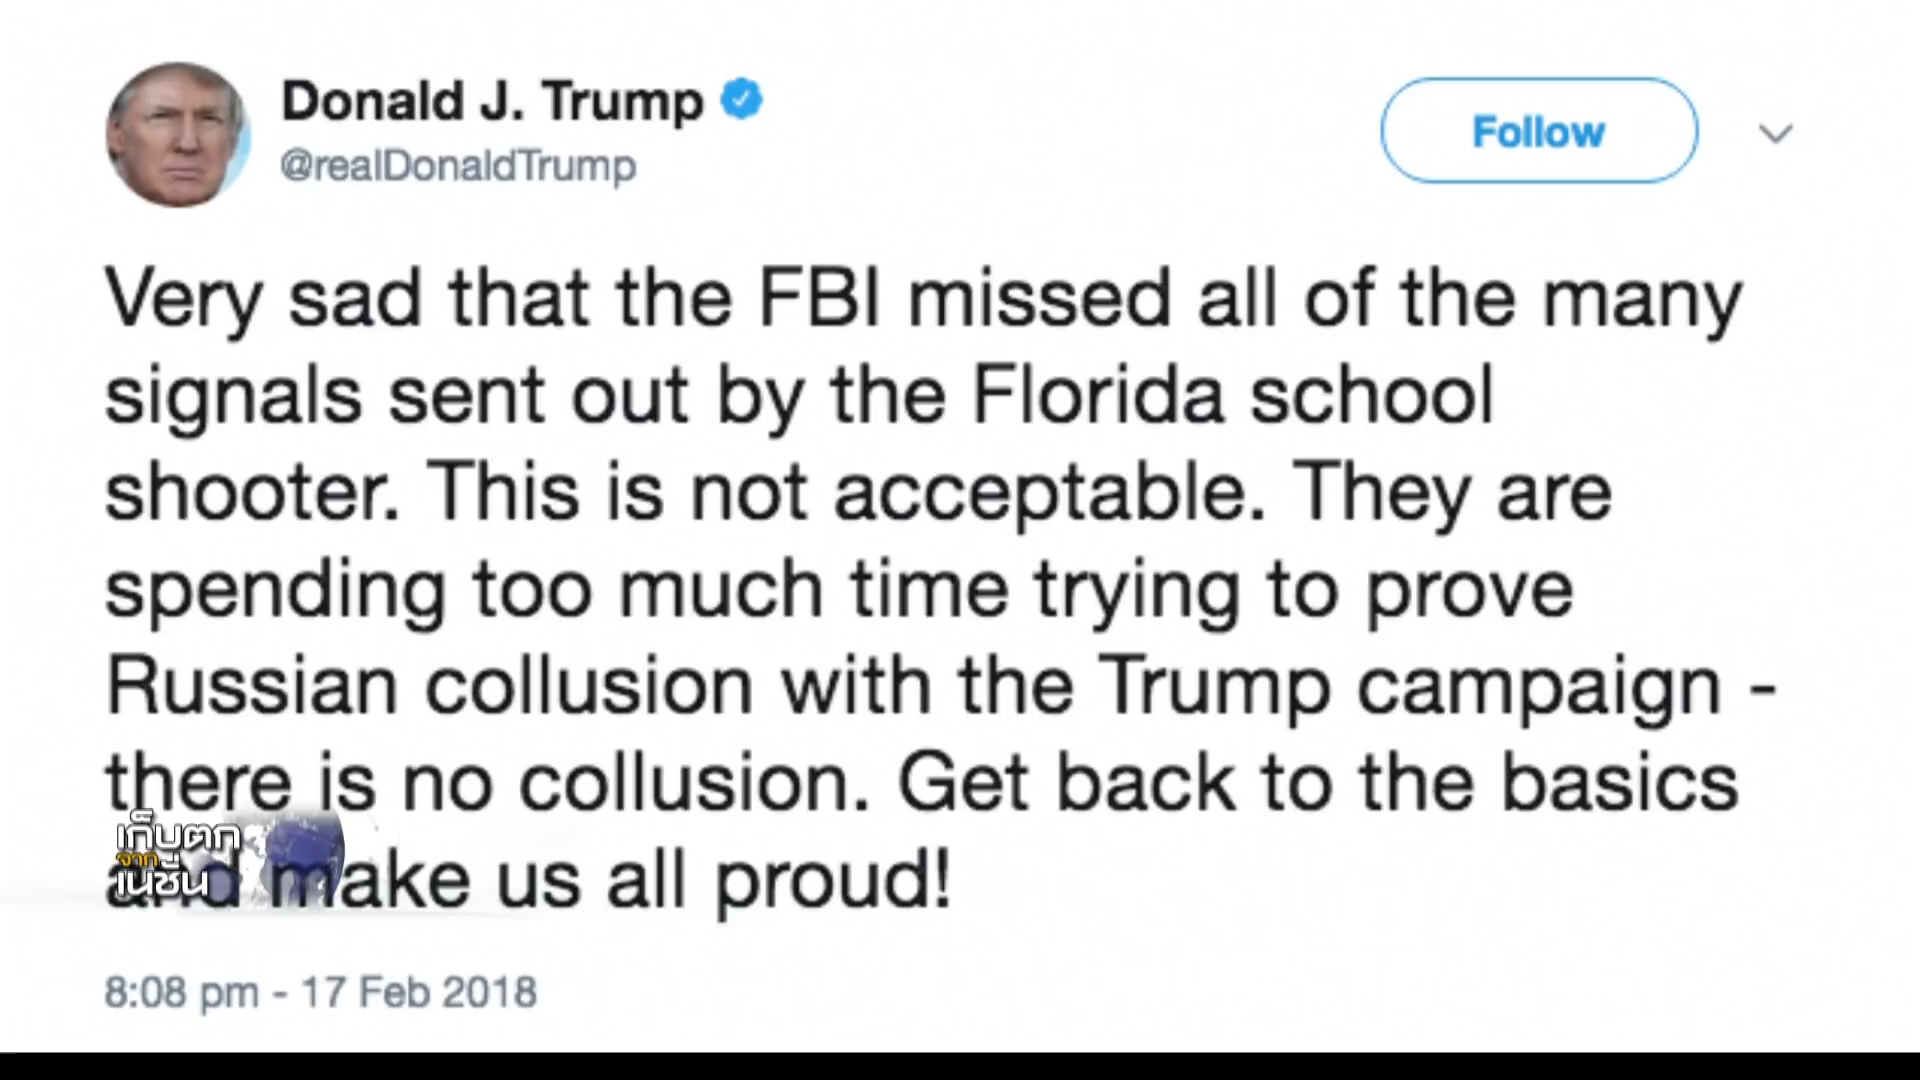 Donald J. Trump
@realDonaldTrump
Follow
Very sad that the FBI missed all of the many
signals sent out by the Florida school
shooter. This is not acceptable. They are
spending too much time trying to prove
Russian collusion with the Trump campaign -
there is no collusion. Get back to the basics
and make us all proud!
เก็บตก
จาก
เนชั่น
8:08 pm - 17 Feb 2018